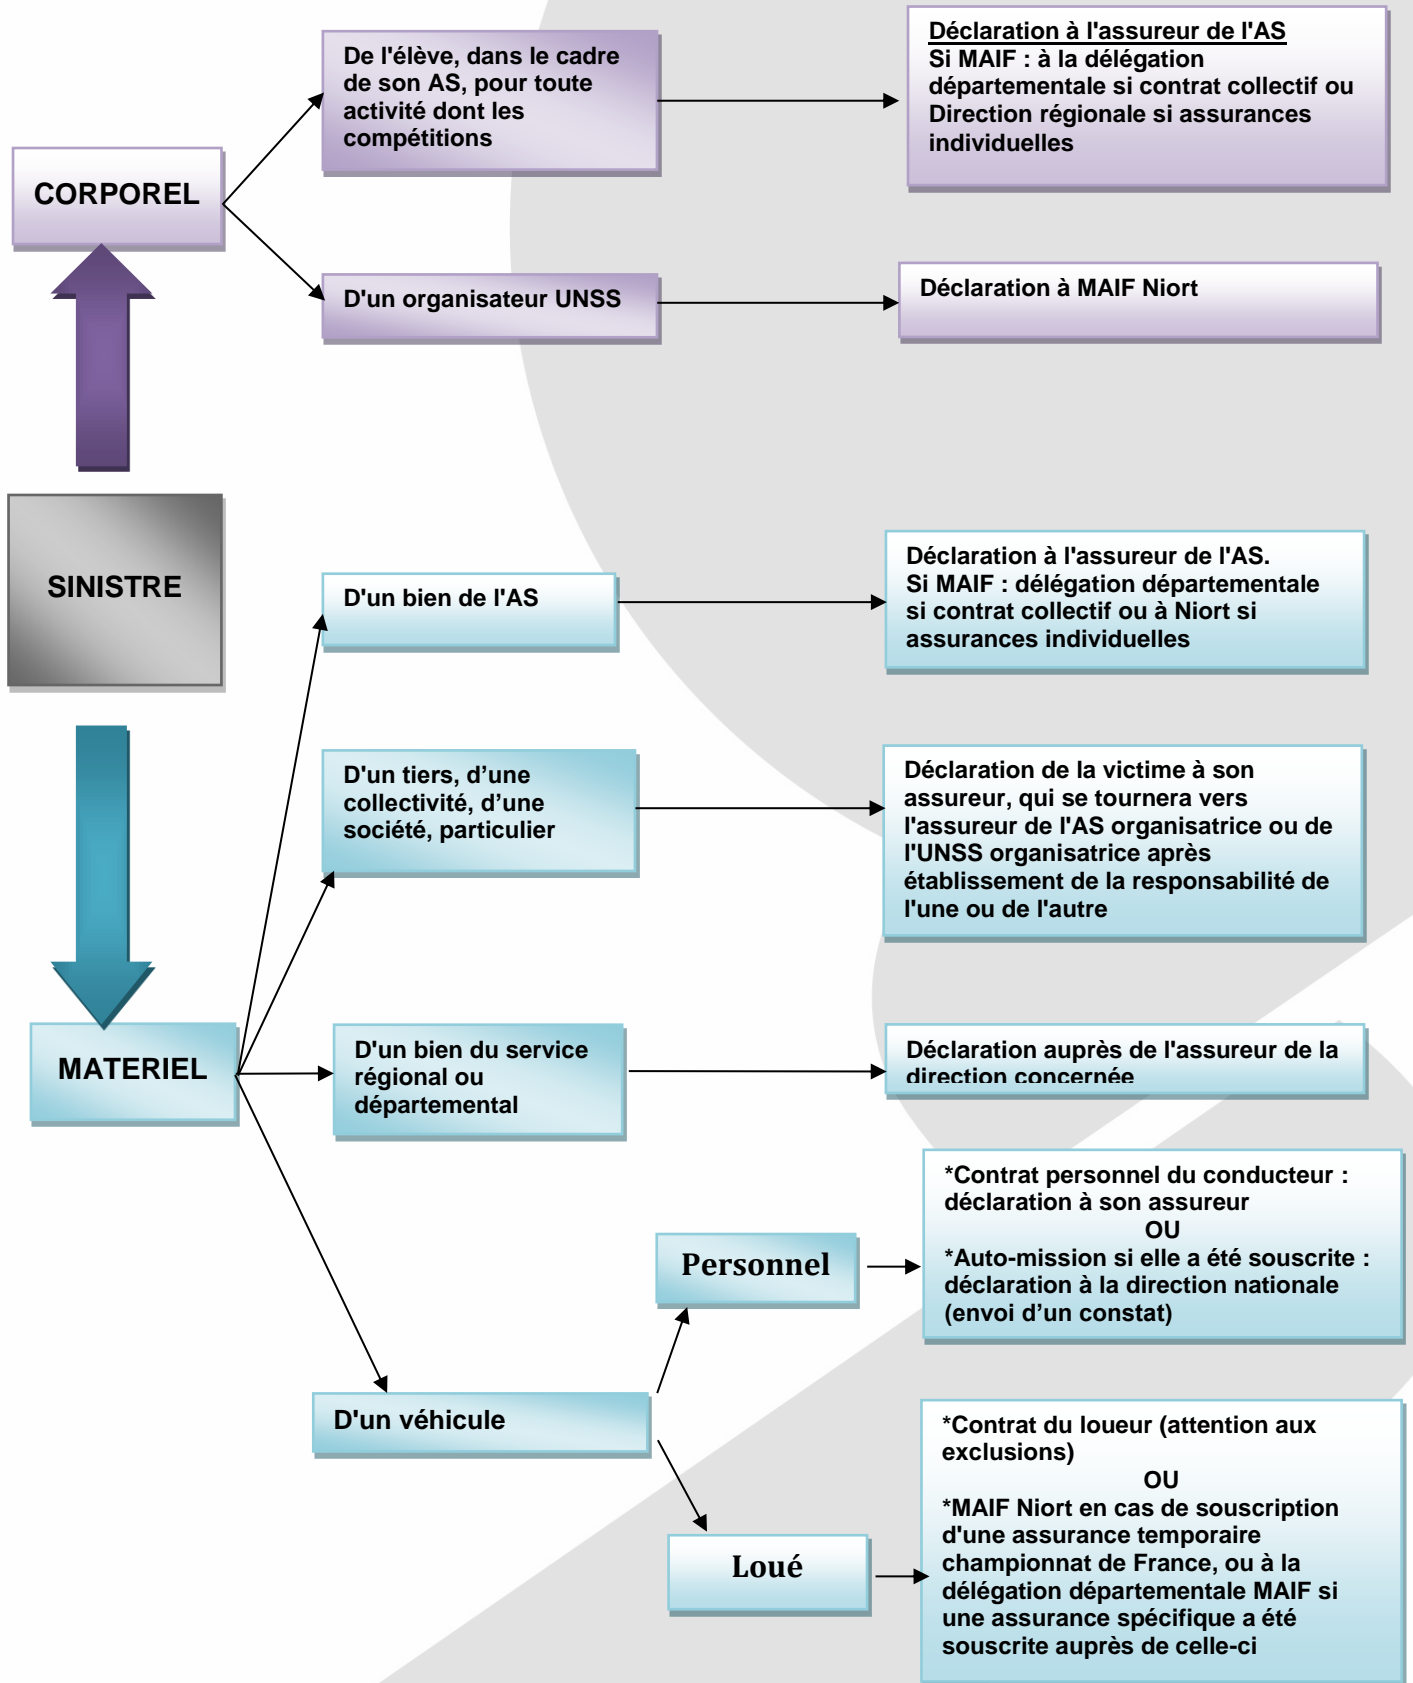 De l'élève, dans le cadre
de son AS, pour toute
activité dont les
compétitions
Déclaration à l'assureur de l'AS
Si MAIF : à la délégation
départementale si contrat collectif ou
Direction régionale si assurances
individuelles
CORPOREL
D'un organisateur UNSS
Déclaration à MAIF Niort
SINISTRE
D'un bien de l'AS
Déclaration à l'assureur de l'AS.
Si MAIF : délégation départementale
si contrat collectif ou à Niort si
assurances individuelles
D'un tiers, d’une
collectivité, d’une
société, particulier
Déclaration de la victime à son
assureur, qui se tournera vers
l'assureur de l'AS organisatrice ou de
l'UNSS organisatrice après
établissement de la responsabilité de
l'une ou de l'autre
MATERIEL
D'un bien du service
régional ou
départemental
Déclaration auprès de l'assureur de la
direction concernée
Personnel
*Contrat personnel du conducteur :
déclaration à son assureur
OU
*Auto-mission si elle a été souscrite :
déclaration à la direction nationale
(envoi d’un constat)
D'un véhicule
Loué
*Contrat du loueur (attention aux
exclusions)
OU
*MAIF Niort en cas de souscription
d'une assurance temporaire
championnat de France, ou à la
délégation départementale MAIF si
une assurance spécifique a été
souscrite auprès de celle-ci